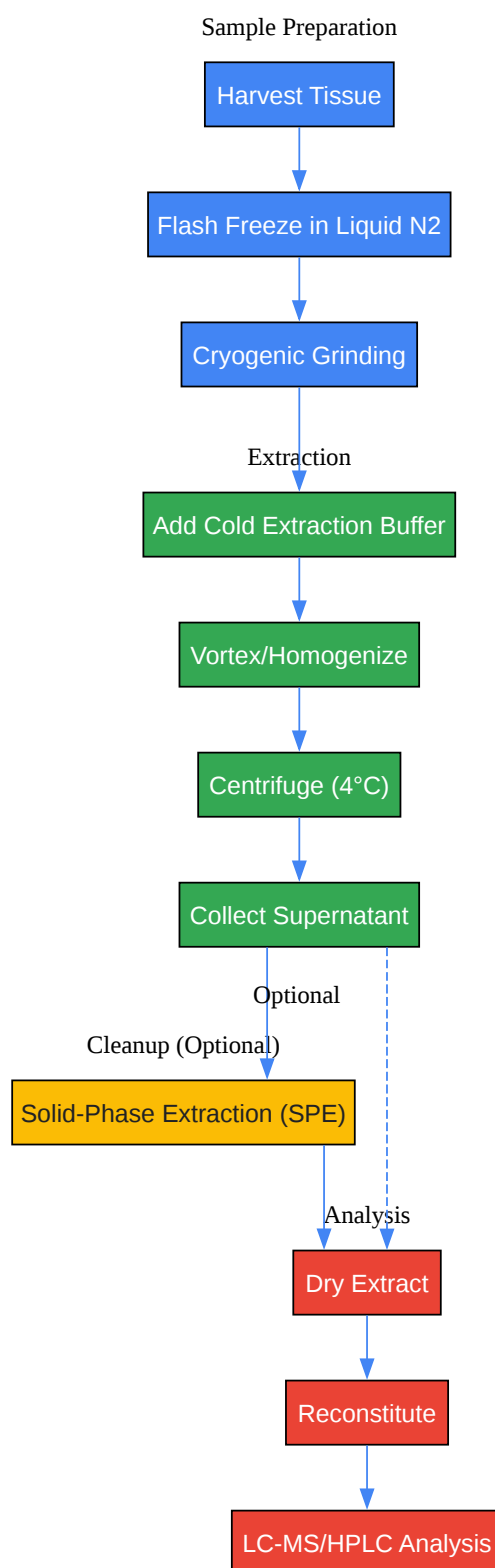 Sample Preparation
Harvest Tissue
Flash Freeze in Liquid N2
Cryogenic Grinding
Extraction
Add Cold Extraction Buffer
Vortex/Homogenize
Centrifuge (4°C)
Collect Supernatant
Optional
Cleanup (Optional)
Solid-Phase Extraction (SPE)
Analysis
Dry Extract
Reconstitute
LC-MS/HPLC Analysis